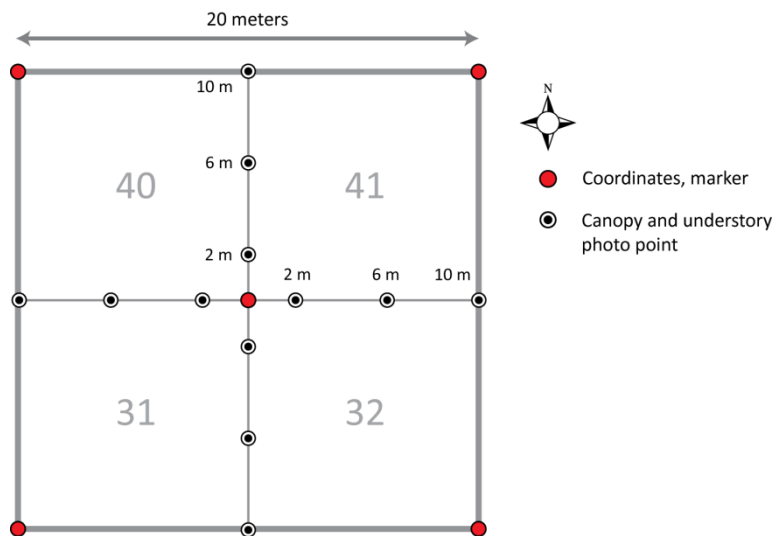 20 meters
10 m
N
6 m
40
41
Coordinates, marker
Canopy and understory
photo point
2 m
2 m
6 m
10 m
31
32